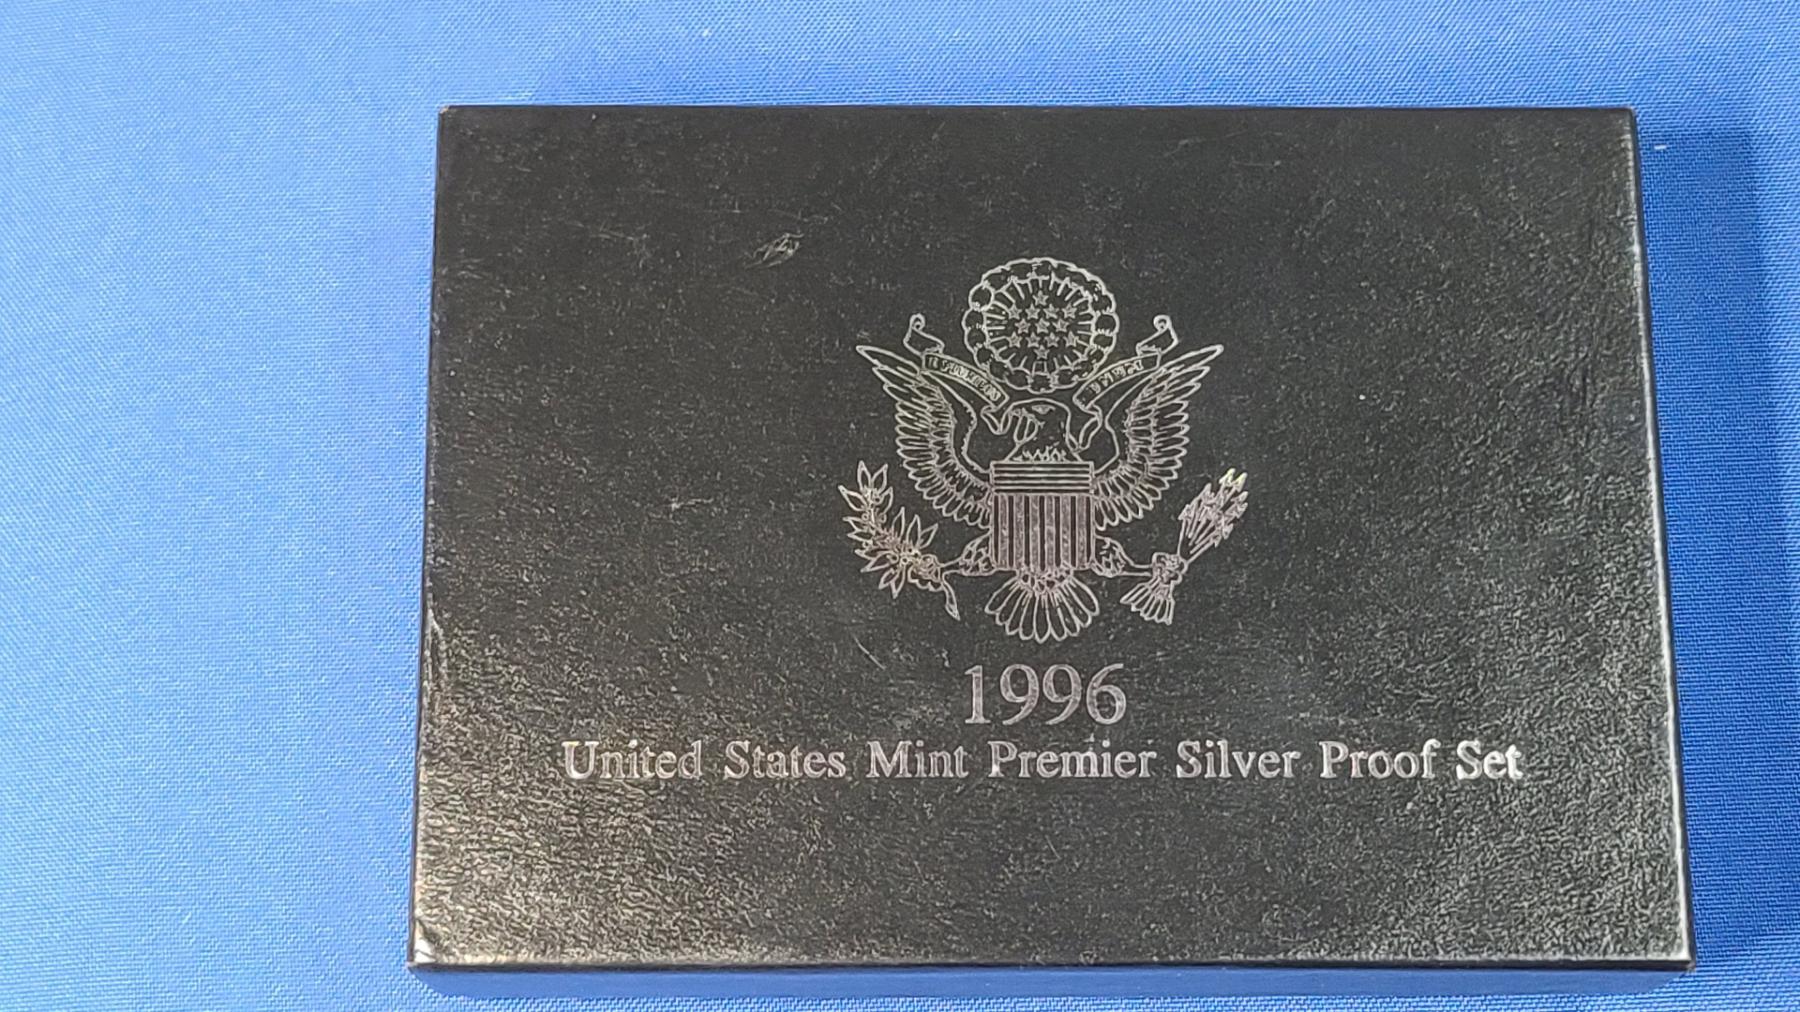 1996
United States Mint Premier Silver Proof Set